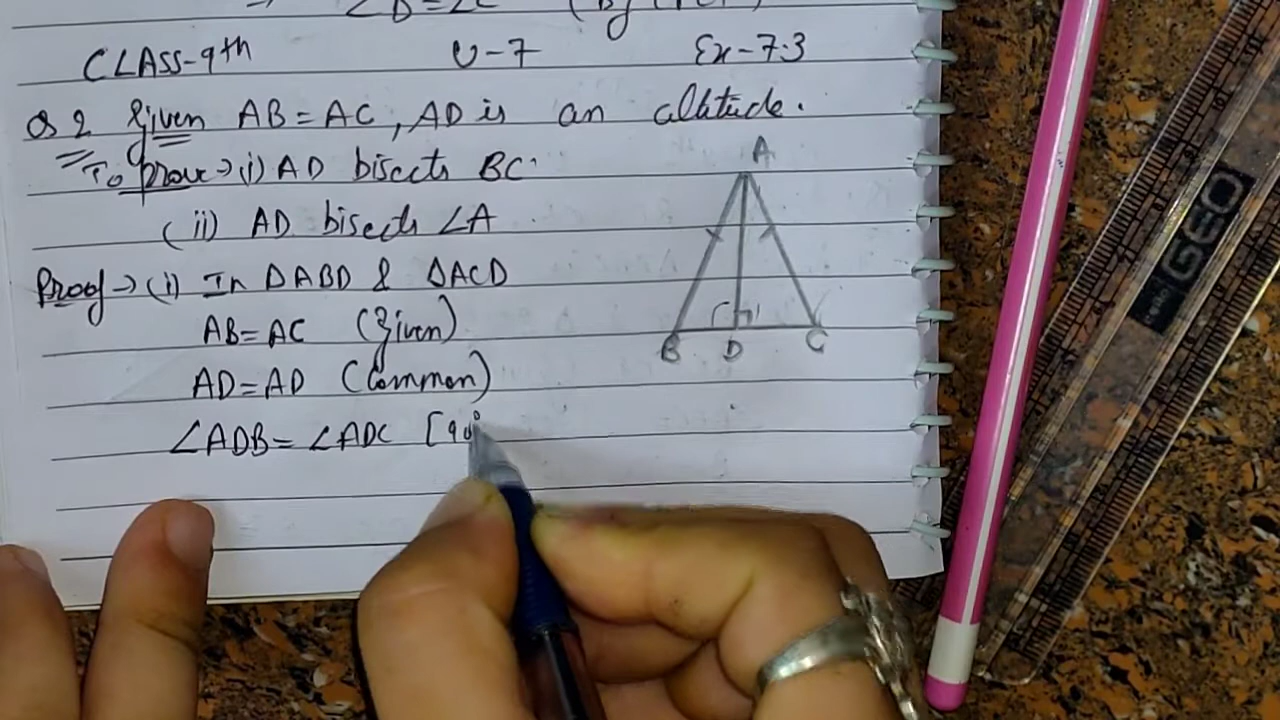 CLASS-9th U-7 Ex-7.3
Q 2 Given AB = AC, AD is an altitude.
To prove → (i) AD bisects BC.
(ii) AD bisects ∠A
Proof → (i) In ΔABD & ΔACD
AB = AC (Given)
AD = AD (Common)
∠ADB = ∠ADC [90°
A
B D C
GEO